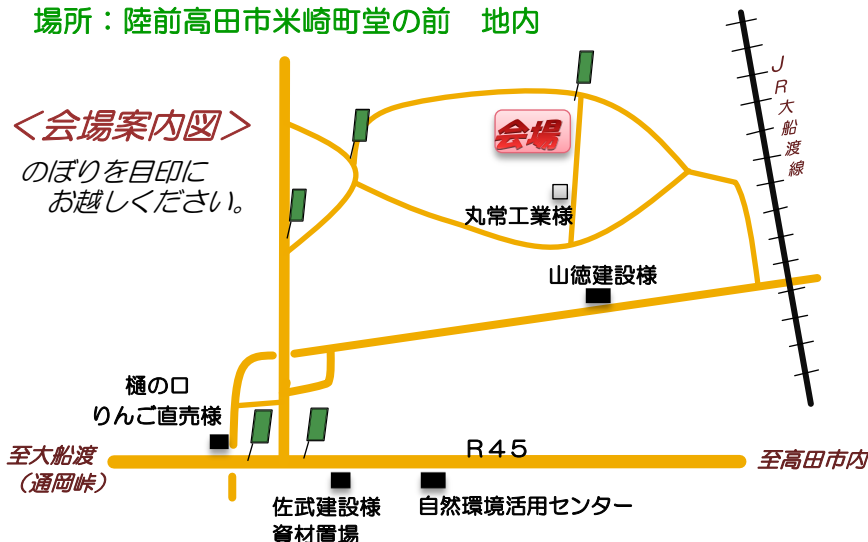 場所：陸前高田市米崎町堂の前　地内
＜会場案内図＞
のぼりを目印に
お越しください。
会場
丸常工業様
山徳建設様
ＪＲ大船渡線
樋の口
りんご直売様
Ｒ４５
至大船渡
（通岡峠）
至高田市内
佐武建設様
資材置場
自然環境活用センター